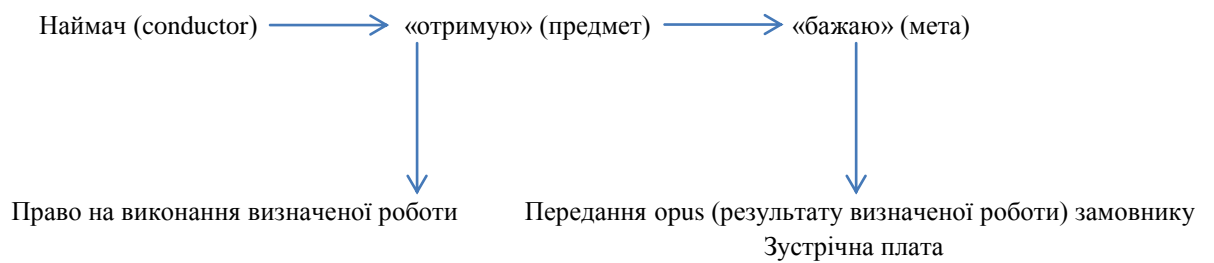 Наймач (conductor) «отримую» (предмет) «бажаю» (мета)
Право на виконання визначеної роботи Передання opus (результату визначеної роботи) замовнику
Зустрічна плата